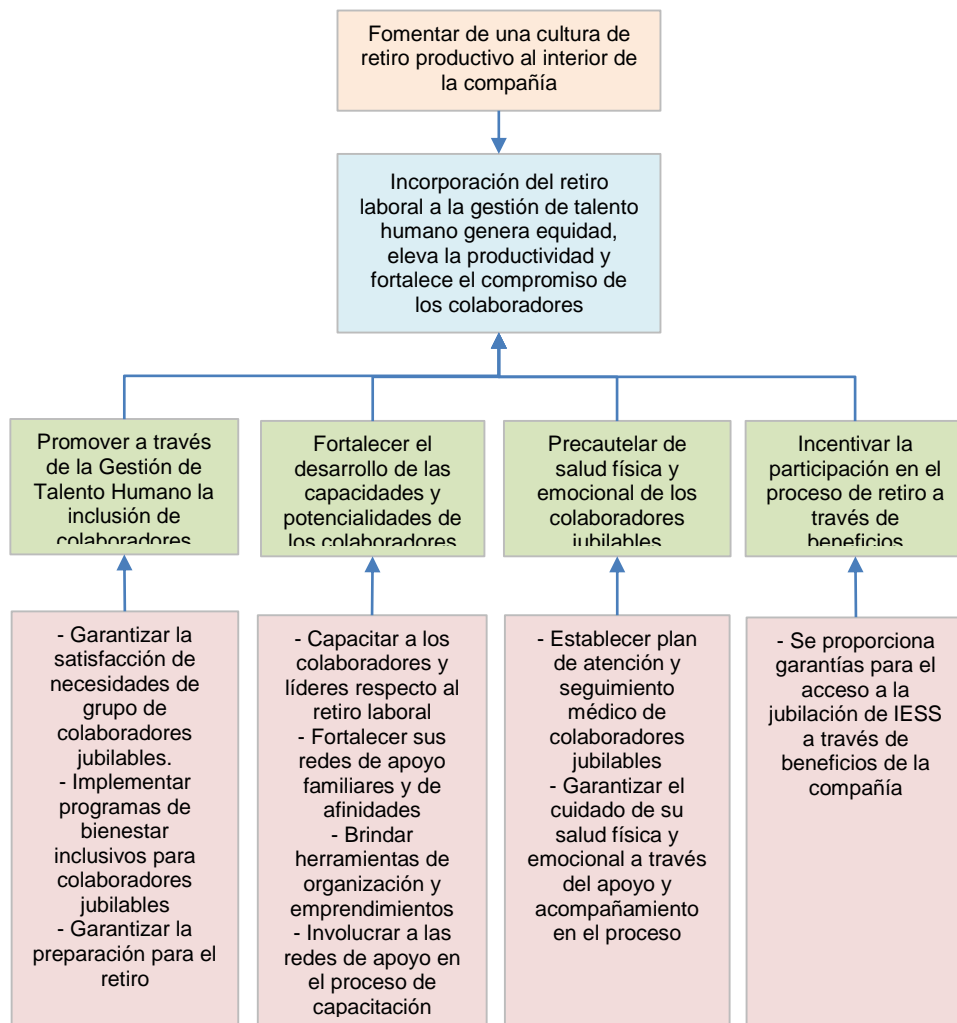 Fomentar de una cultura de
retiro productivo al interior de
la compañía
Incorporación del retiro
laboral a la gestión de talento
humano genera equidad,
eleva la productividad y
fortalece el compromiso de
los colaboradores
Promover a través
de la Gestión de
Talento Humano la
inclusión de
colaboradores
Fortalecer el
desarrollo de las
capacidades y
potencialidades de
los colaboradores
Precautelar de
salud física y
emocional de los
colaboradores
jubilables
Incentivar la
participación en el
proceso de retiro a
través de
beneficios
- Garantizar la
satisfacción de
necesidades de
grupo de
colaboradores
jubilables.
- Implementar
programas de
bienestar
inclusivos para
colaboradores
jubilables
- Garantizar la
preparación para el
retiro
- Capacitar a los
colaboradores y
líderes respecto al
retiro laboral
- Fortalecer sus
redes de apoyo
familiares y de
afinidades
- Brindar
herramientas de
organización y
emprendimientos
- Involucrar a las
redes de apoyo en
el proceso de
capacitación
- Establecer plan
de atención y
seguimiento
médico de
colaboradores
jubilables
- Garantizar el
cuidado de su
salud física y
emocional a través
del apoyo y
acompañamiento
en el proceso
- Se proporciona
garantías para el
acceso a la
jubilación de IESS
a través de
beneficios de la
compañía